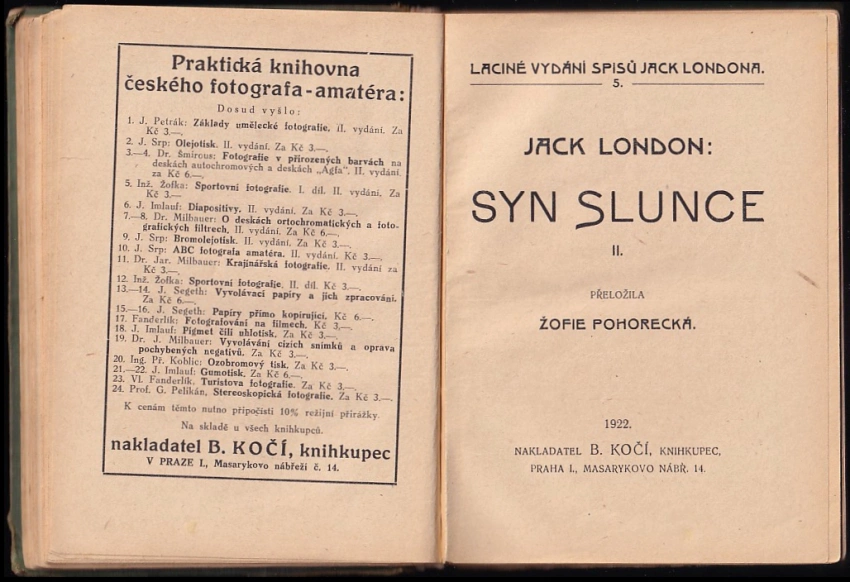 Praktická knihovna
českého fotografa-amatéra:
Dosud vyšlo:
1. J. Petrák: Základy umělecké fotografie. II. vydání. Za
Kč 3.—.
2. J. Srp: Olejotisk. II. vydání. Za Kč 3.—.
3.—4. Dr. Šmirous: Fotografie v přirozených barvách na
deskách autochromových a deskách „Agfa". II. vydání.
za Kč 6.—.
5. Inž. Žofka: Sportovní fotografie. I. díl. II. vydání. Za
Kč 3.—
6. J. Imlauf: Diapositivy. II. vydání. Za Kč 3.—.
7.—8. Dr. Milbauer: O deskách ortochromatických a foto-
grafických filtrech. II. vydání. Za Kč 6.—.
9. J. Srp: Bromolejotisk. II. vydání. Za Kč 3.—.
10. J. Srp: ABC fotografa amatéra. II. vydání. Kč 3.—.
11. Dr. Jar. Milbauer: Krajinářská fotografie. II. vydání za
Kč 3.—.
12. Inž. Žofka: Sportovní fotografie. II. díl. Kč 3.—.
13.—14. J. Segeth: Vyvolávací papíry a jich zpracování.
Za Kč 6.—.
15.—16. J. Segeth: Papíry přímo kopírující. Kč 6.—.
17. Fanderlík: Fotografování na filmech. Kč 3.—.
18. J. Imlauf: Pigmet čili uhlotisk. Za Kč 3.—.
19. Dr. J. Milbauer: Vyvolávání cizích snímků a oprava
pochybených negativů. Za Kč 3.—.
20. Ing. Př. Koblic: Ozobromový tisk. Za Kč 3.—.
21.—22. J. Imlauf: Gumotisk. Za Kč 6.—.
23. Vl. Fanderlík: Turistova fotografie. Za Kč 3.—.
24. Prof. G. Pelikán, Stereoskopická fotografie. Za Kč 3.—.
K cenám těmto nutno připočísti 10% režijní přirážky.
Na skladě u všech knihkupců.
nakladatel B. KOČÍ, knihkupec
V PRAZE I., Masarykovo nábřeží č. 14.
LACINÉ VYDÁNÍ SPISŮ JACK LONDONA.
5.
JACK LONDON:
SYN SLUNCE
II.
PŘELOŽILA
ŽOFIE POHORECKÁ.
1922.
NAKLADATEL B. KOČÍ, KNIHKUPEC,
PRAHA I., MASARYKOVO NÁBŘ. 14.